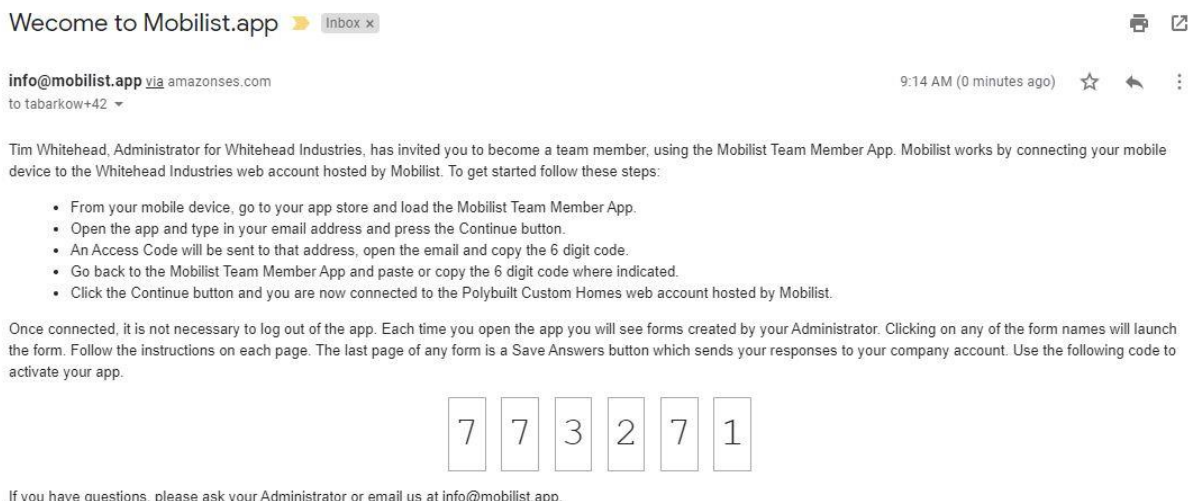 Wecome to Mobilist.app Inbox ×
info@mobilist.app via amazonses.com 9:14 AM (0 minutes ago)
to tabarkow+42
Tim Whitehead, Administrator for Whitehead Industries, has invited you to become a team member, using the Mobilist Team Member App. Mobilist works by connecting your mobile
device to the Whitehead Industries web account hosted by Mobilist. To get started follow these steps:
• From your mobile device, go to your app store and load the Mobilist Team Member App.
• Open the app and type in your email address and press the Continue button.
• An Access Code will be sent to that address, open the email and copy the 6 digit code.
• Go back to the Mobilist Team Member App and paste or copy the 6 digit code where indicated.
• Click the Continue button and you are now connected to the Polybuilt Custom Homes web account hosted by Mobilist.
Once connected, it is not necessary to log out of the app. Each time you open the app you will see forms created by your Administrator. Clicking on any of the form names will launch
the form. Follow the instructions on each page. The last page of any form is a Save Answers button which sends your responses to your company account. Use the following code to
activate your app.
7 7 3 2 7 1
If you have questions, please ask your Administrator or email us at info@mobilist.app.